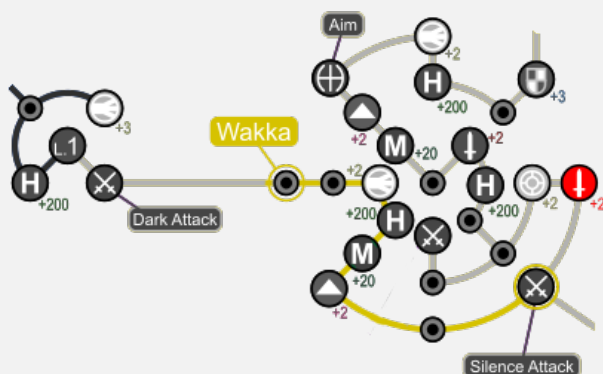 Aim
+2
H
+200
+3
+3
+2
M
+20
+2
L.1
Wakka
H
+200
Dark Attack
+2
H
+200
+2
+2
+200
H
M
+20
+2
Silence Attack